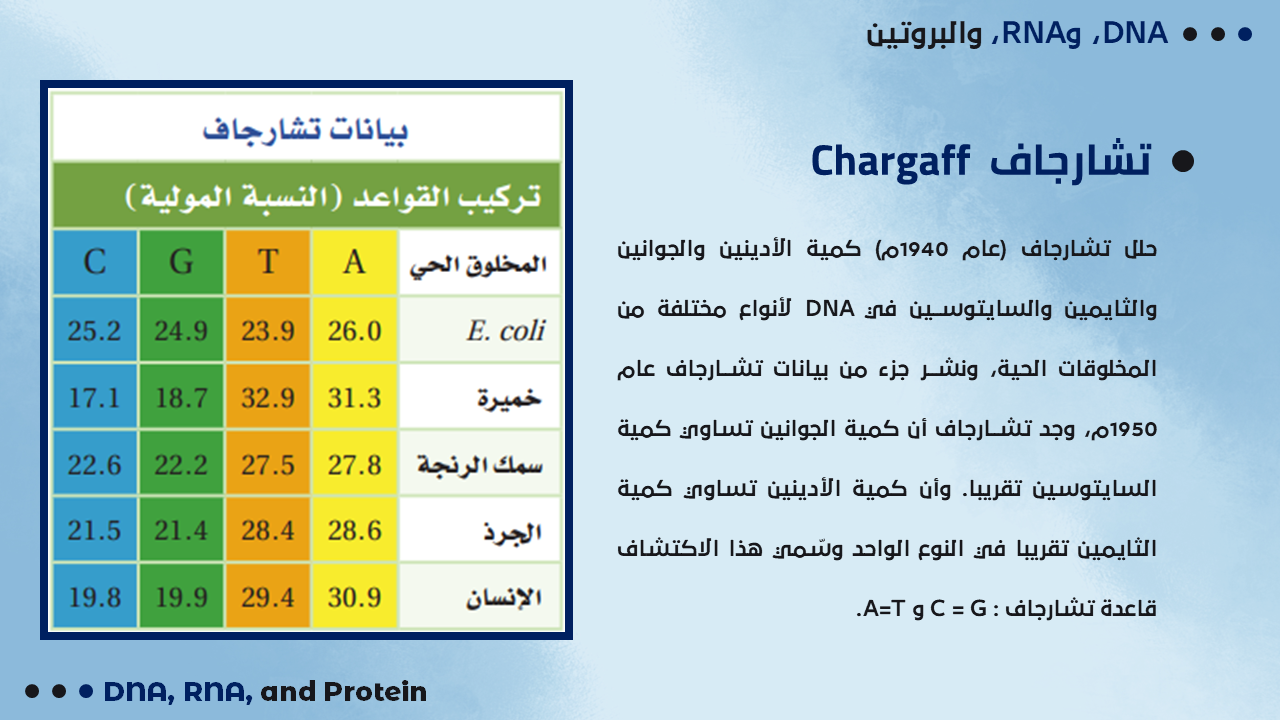 DNA، وRNA، والبروتين
تشارجاف Chargaff
حلل تشارجاف (عام 1940م) كمية الأدينين والجوانين
والثايمين والسايتوسين في DNA لأنواع مختلفة من
المخلوقات الحية، ونشر جزء من بيانات تشارجاف عام
1950م، وجد تشارجاف أن كمية الجوانين تساوي كمية
السايتوسين تقريبا. وأن كمية الأدينين تساوي كمية
الثايمين تقريبا في النوع الواحد وسّمي هذا الاكتشاف
قاعدة تشارجاف : C = G و A=T.
بيانات تشارجاف
تركيب القواعد (النسبة المولية)
المخلوق الحي A T G C
E. coli 26.0 23.9 24.9 25.2
خميرة 31.3 32.9 18.7 17.1
سمك الرنجة 27.8 27.5 22.2 22.6
الجرذ 28.6 28.4 21.4 21.5
الإنسان 30.9 29.4 19.9 19.8
DNA, RNA, and Protein